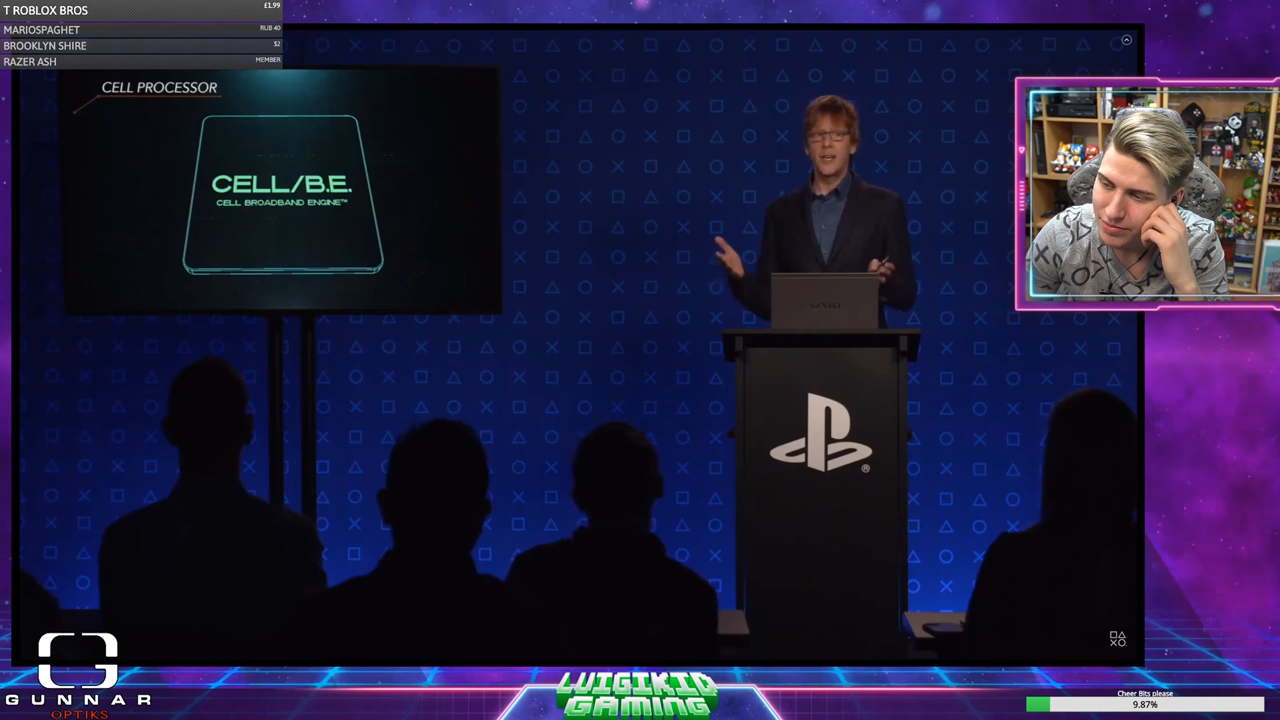 T ROBLOX BROS £1.99
MARIOSPAGHET RUB 40
BROOKLYN SHIRE $2
RAZER ASH MEMBER
CELL PROCESSOR
CELL/B.E.
CELL BROADBAND ENGINE™
VAIO
GUNNAR
OPTIKS
LUIGIKID
GAMING
Cheer Bits please
9.87%